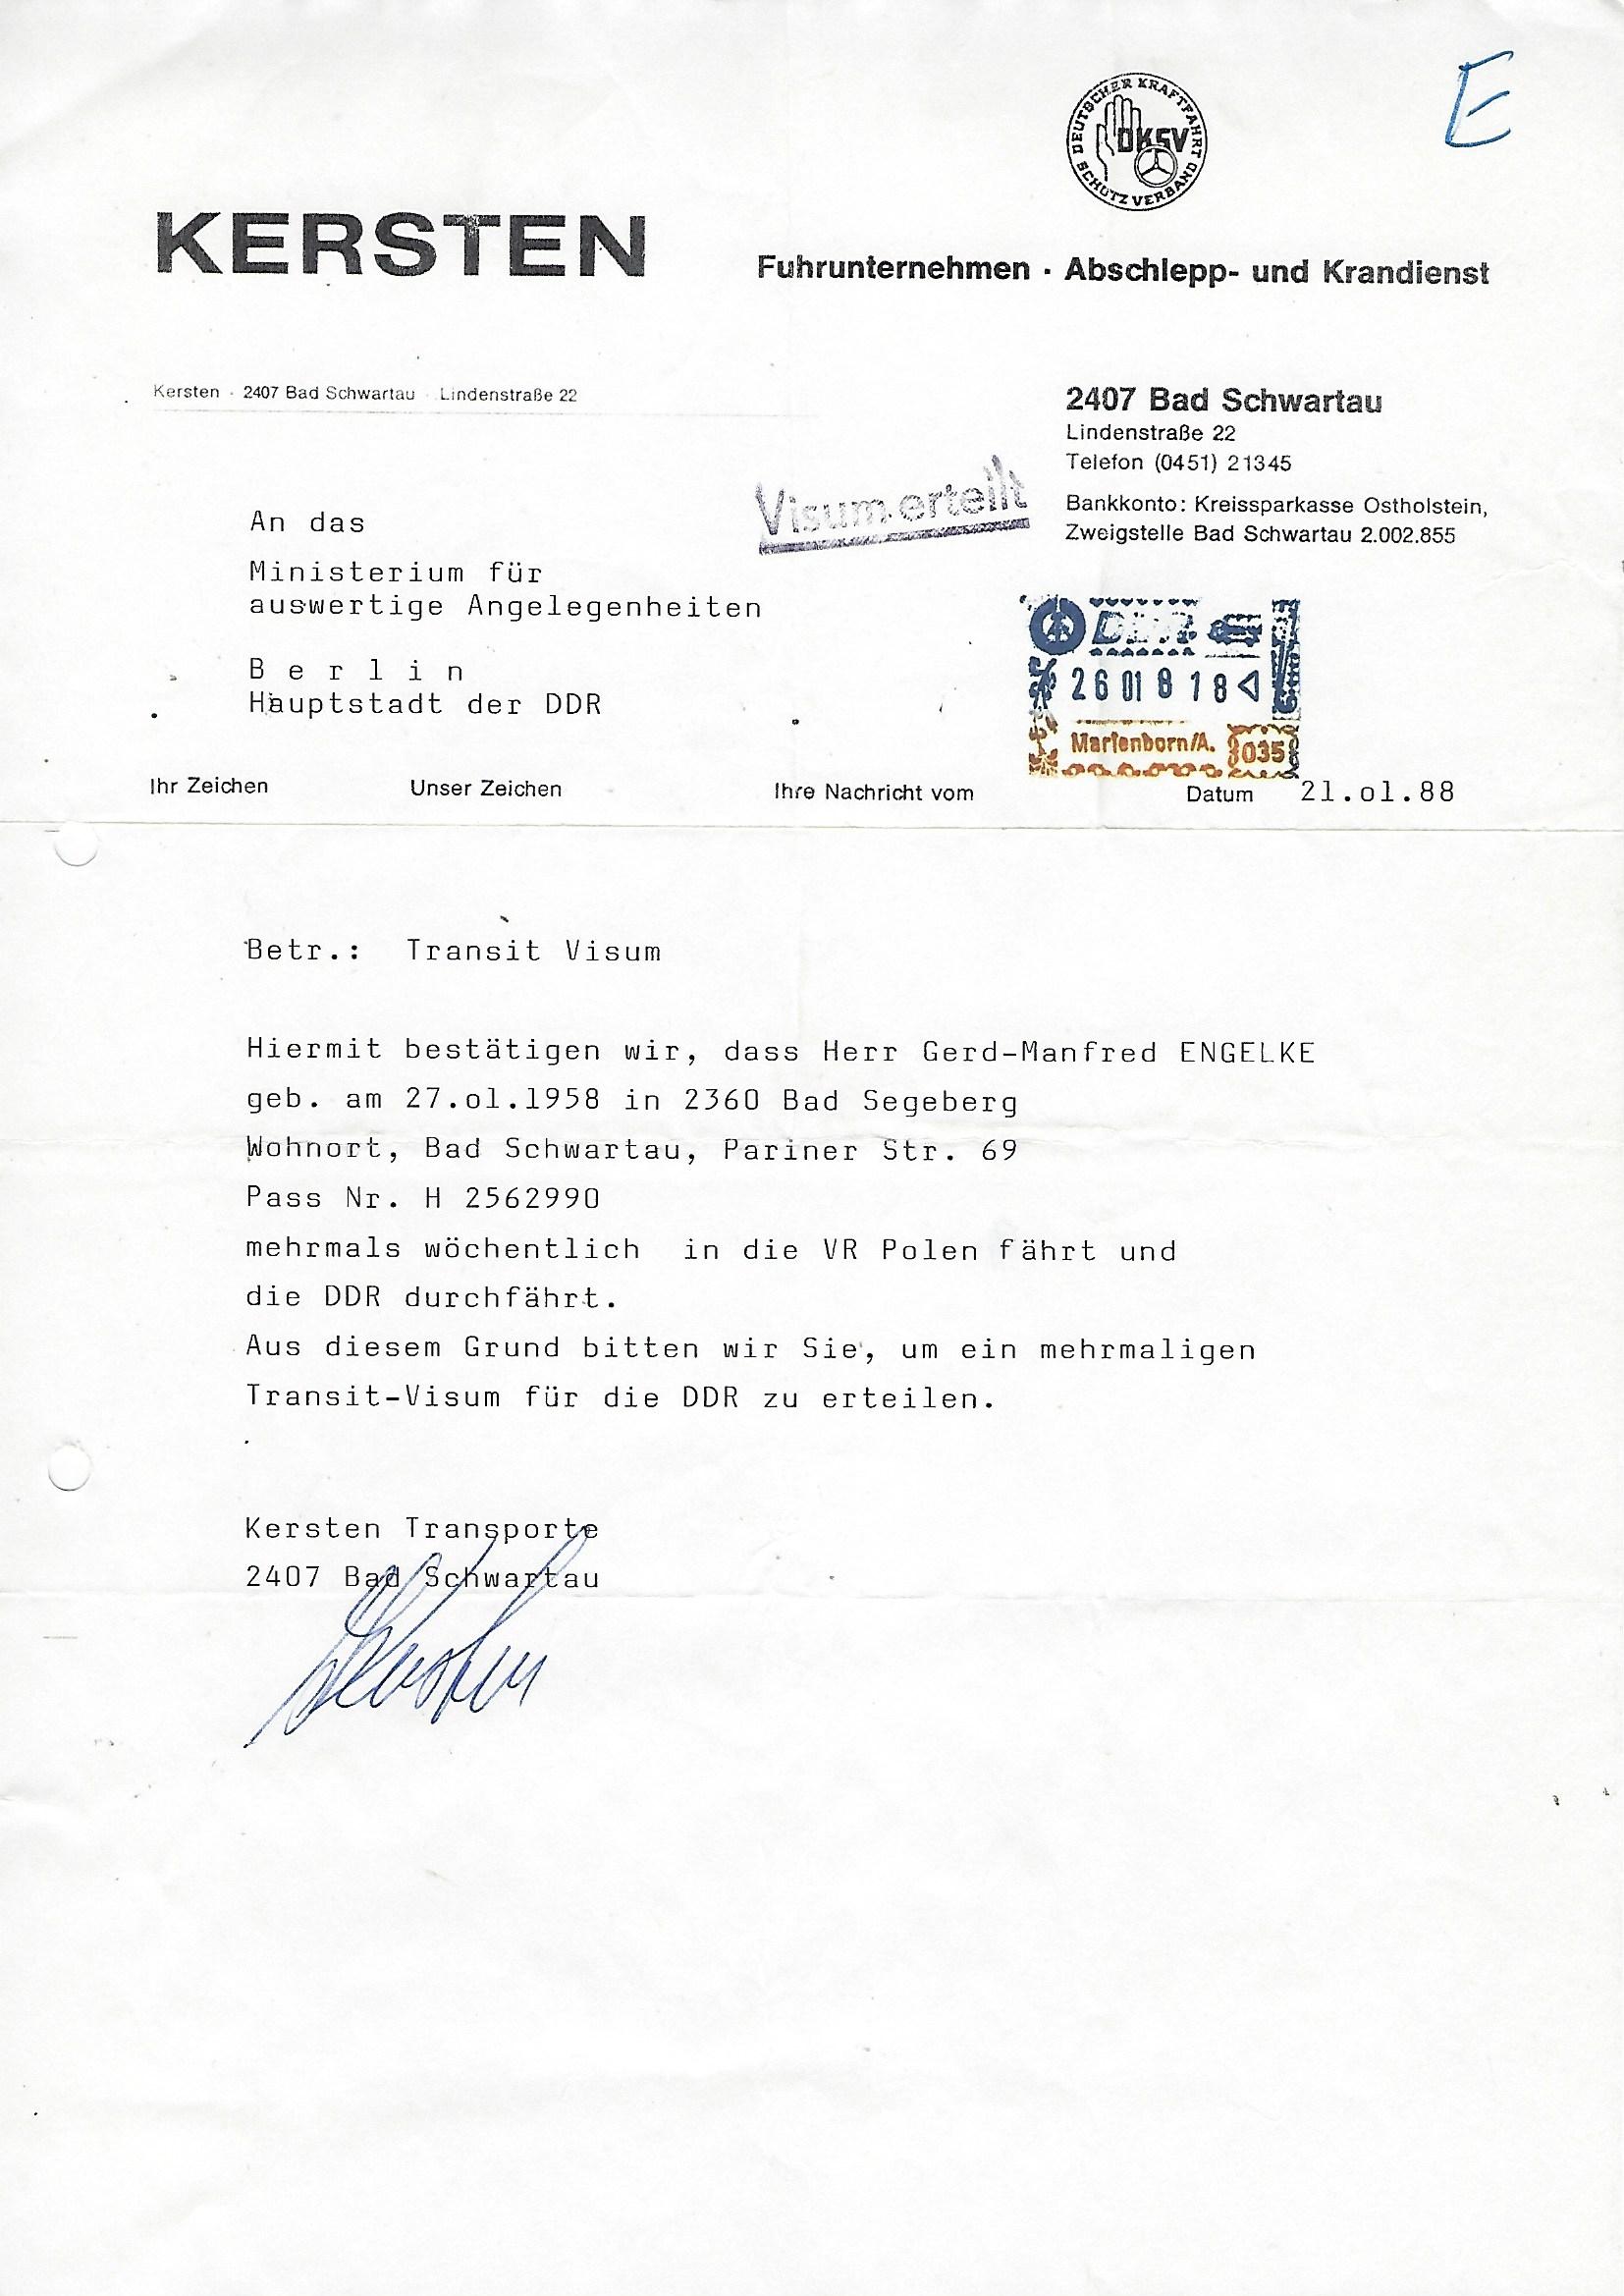 E
DEUTSCHER KRAFTFAHRT SCHUTZ VERBAND
DKSV
KERSTEN
Fuhrunternehmen · Abschlepp- und Krandienst
Kersten · 2407 Bad Schwartau · Lindenstraße 22
2407 Bad Schwartau
Lindenstraße 22
Telefon (0451) 21345
Bankkonto: Kreissparkasse Ostholstein,
Zweigstelle Bad Schwartau 2.002.855
Visum erteilt
An das
Ministerium für
auswertige Angelegenheiten
B e r l i n
Hauptstadt der DDR
DDR
26 01 8 18
Marienborn/A. 035
Ihr Zeichen Unser Zeichen Ihre Nachricht vom Datum 21.o1.88
Betr.: Transit Visum
Hiermit bestätigen wir, dass Herr Gerd-Manfred ENGELKE
geb. am 27.o1.1958 in 2360 Bad Segeberg
Wohnort, Bad Schwartau, Pariner Str. 69
Pass Nr. H 2562990
mehrmals wöchentlich in die VR Polen fährt und
die DDR durchfährt.
Aus diesem Grund bitten wir Sie, um ein mehrmaligen
Transit-Visum für die DDR zu erteilen.
Kersten Transporte
2407 Bad Schwartau